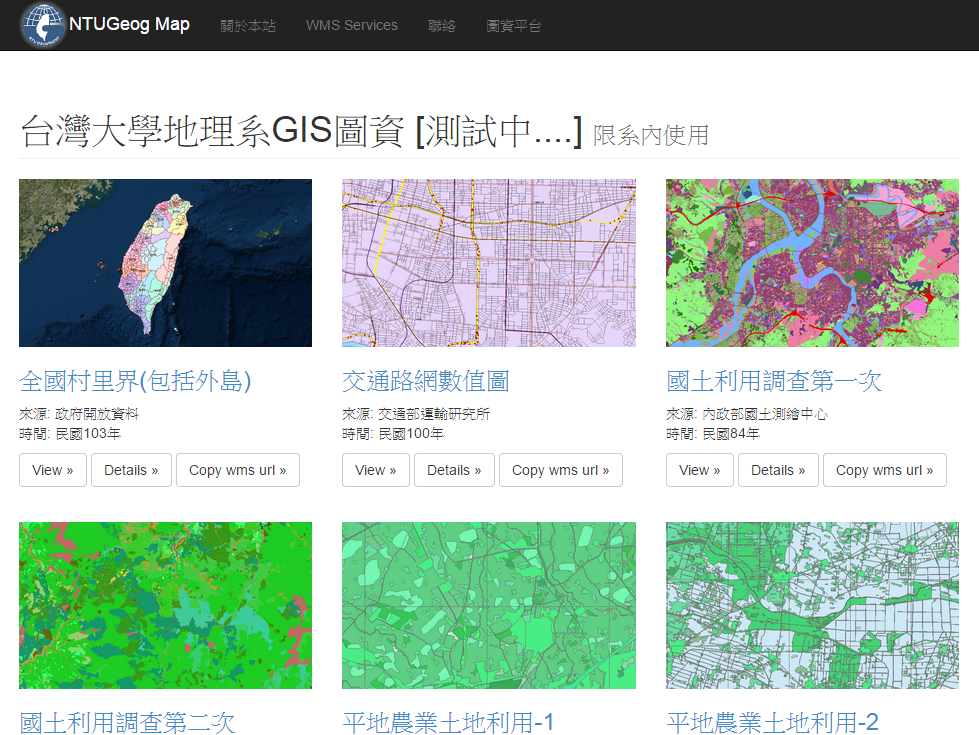 NTUGeog Map 關於本站 WMS Services 聯絡 圖資平台
台灣大學地理系GIS圖資 [測試中....] 限系內使用
全國村里界(包括外島)
來源: 政府開放資料
時間: 民國103年
View » Details » Copy wms url »
交通路網數值圖
來源: 交通部運輸研究所
時間: 民國100年
View » Details » Copy wms url »
國土利用調查第一次
來源: 內政部國土測繪中心
時間: 民國84年
View » Details » Copy wms url »
國土利用調查第二次
平地農業土地利用-1
平地農業土地利用-2